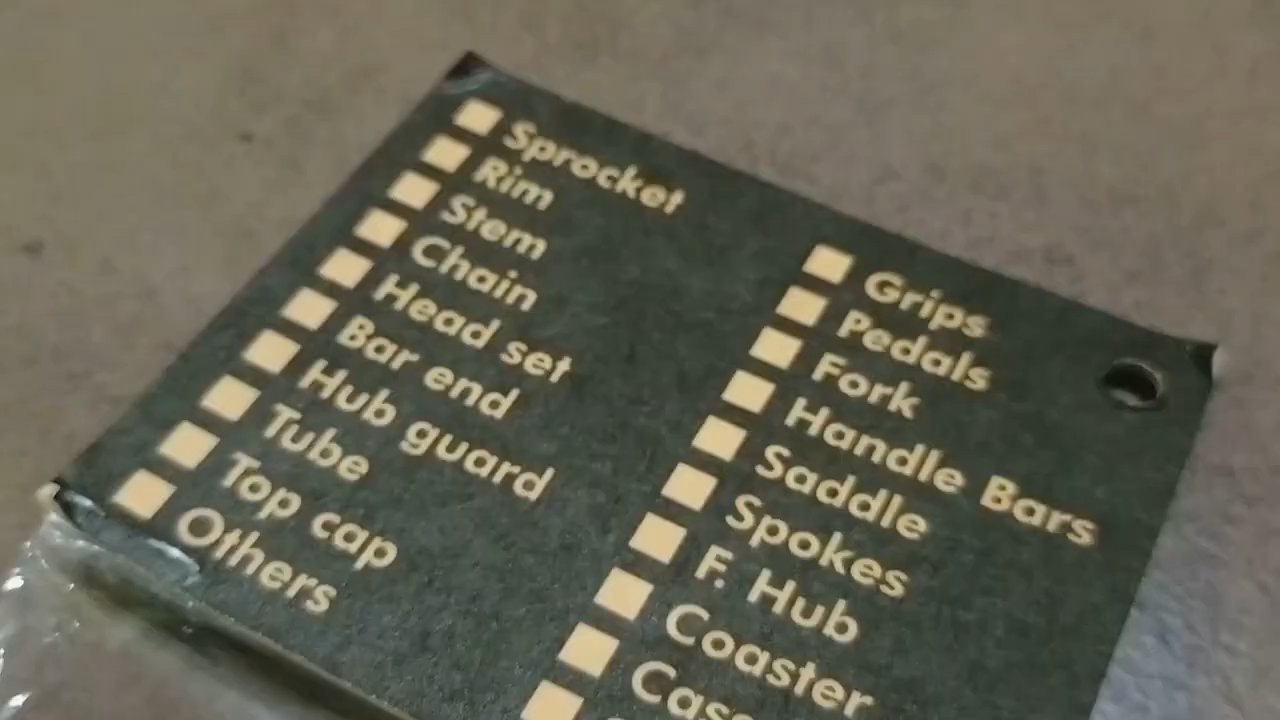 Sprocket
Rim
Stem
Chain
Head set
Bar end
Hub guard
Tube
Top cap
Others
Grips
Pedals
Fork
Handle Bars
Saddle
Spokes
F. Hub
Coaster